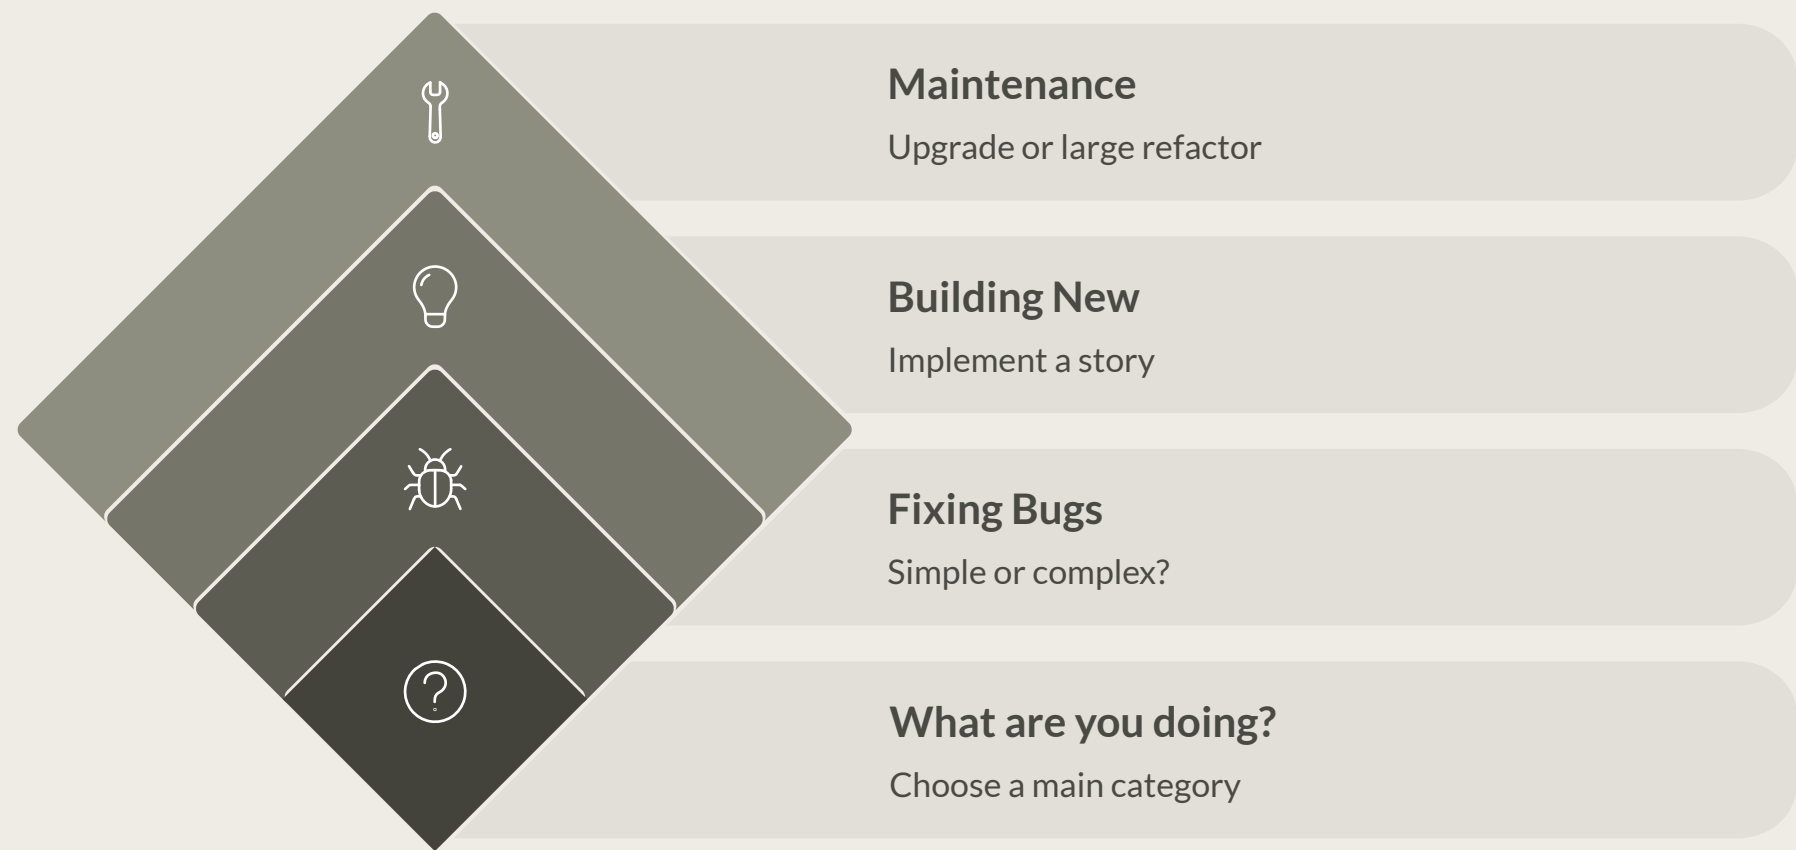 Maintenance
Upgrade or large refactor
Building New
Implement a story
Fixing Bugs
Simple or complex?
What are you doing?
Choose a main category